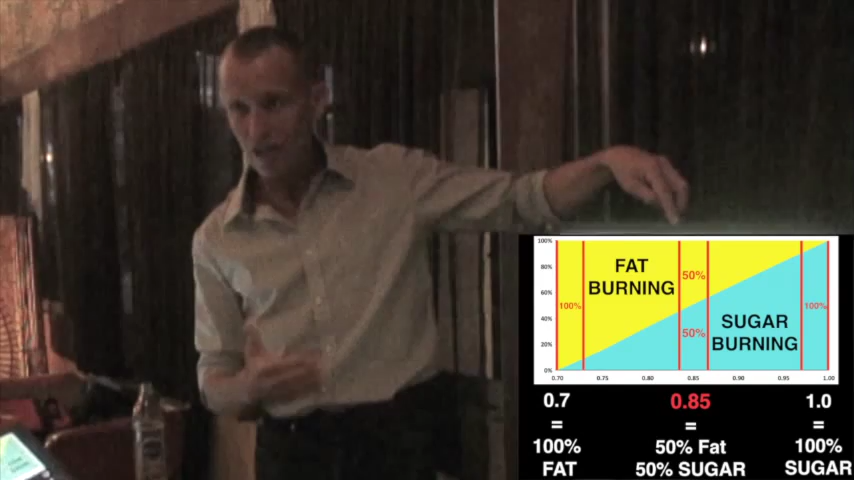 100%
80%
60%
40%
20%
0%
FAT
BURNING
100%
50%
50%
SUGAR
BURNING
100%
0.70 0.75 0.80 0.85 0.90 0.95 1.00
0.7 0.85 1.0
= = =
100% 50% Fat 100%
FAT 50% SUGAR SUGAR